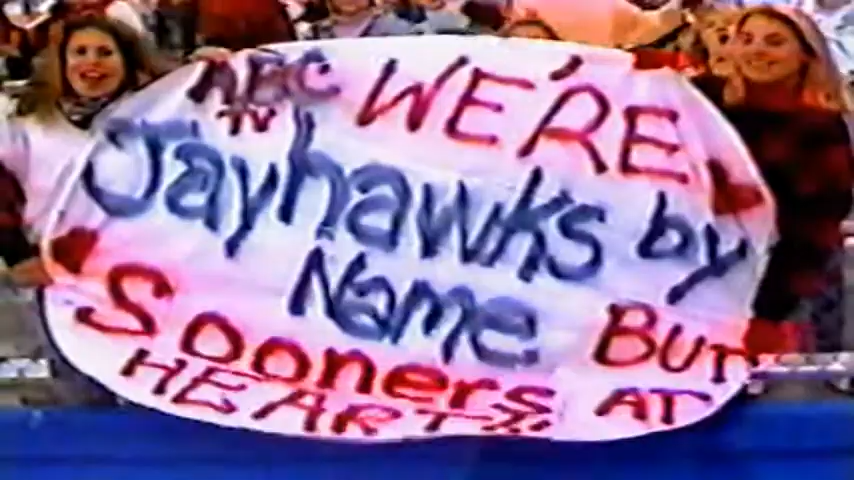 ABC WE'RE
TV
Jayhawks by
Name But
Sooners AT
HEART!!